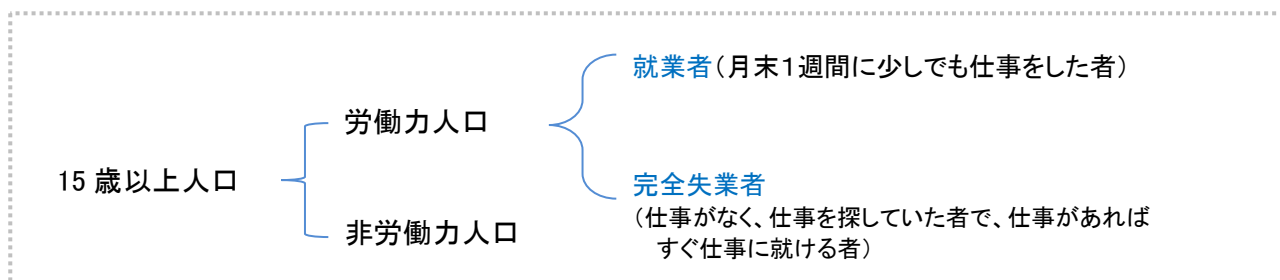 就業者(月末1週間に少しでも仕事をした者)
労働力人口
15 歳以上人口
完全失業者
(仕事がなく、仕事を探していた者で、仕事があれば
すぐ仕事に就ける者)
非労働力人口